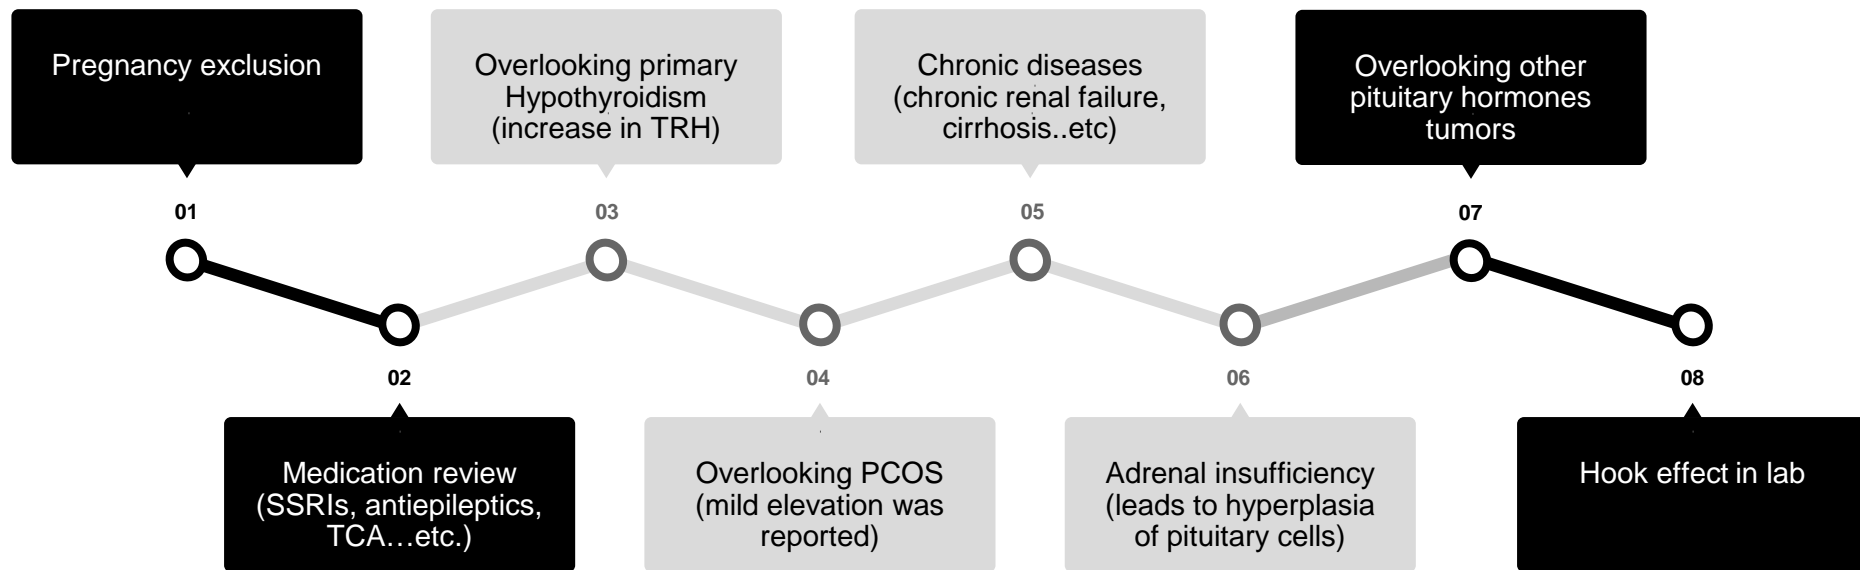 Pregnancy exclusion
01
Medication review
(SSRIs, antiepileptics,
TCA…etc.)
02
Overlooking primary
Hypothyroidism
(increase in TRH)
03
Overlooking PCOS
(mild elevation was
reported)
04
Chronic diseases
(chronic renal failure,
cirrhosis..etc)
05
Adrenal insufficiency
(leads to hyperplasia
of pituitary cells)
06
Overlooking other
pituitary hormones
tumors
07
Hook effect in lab
08